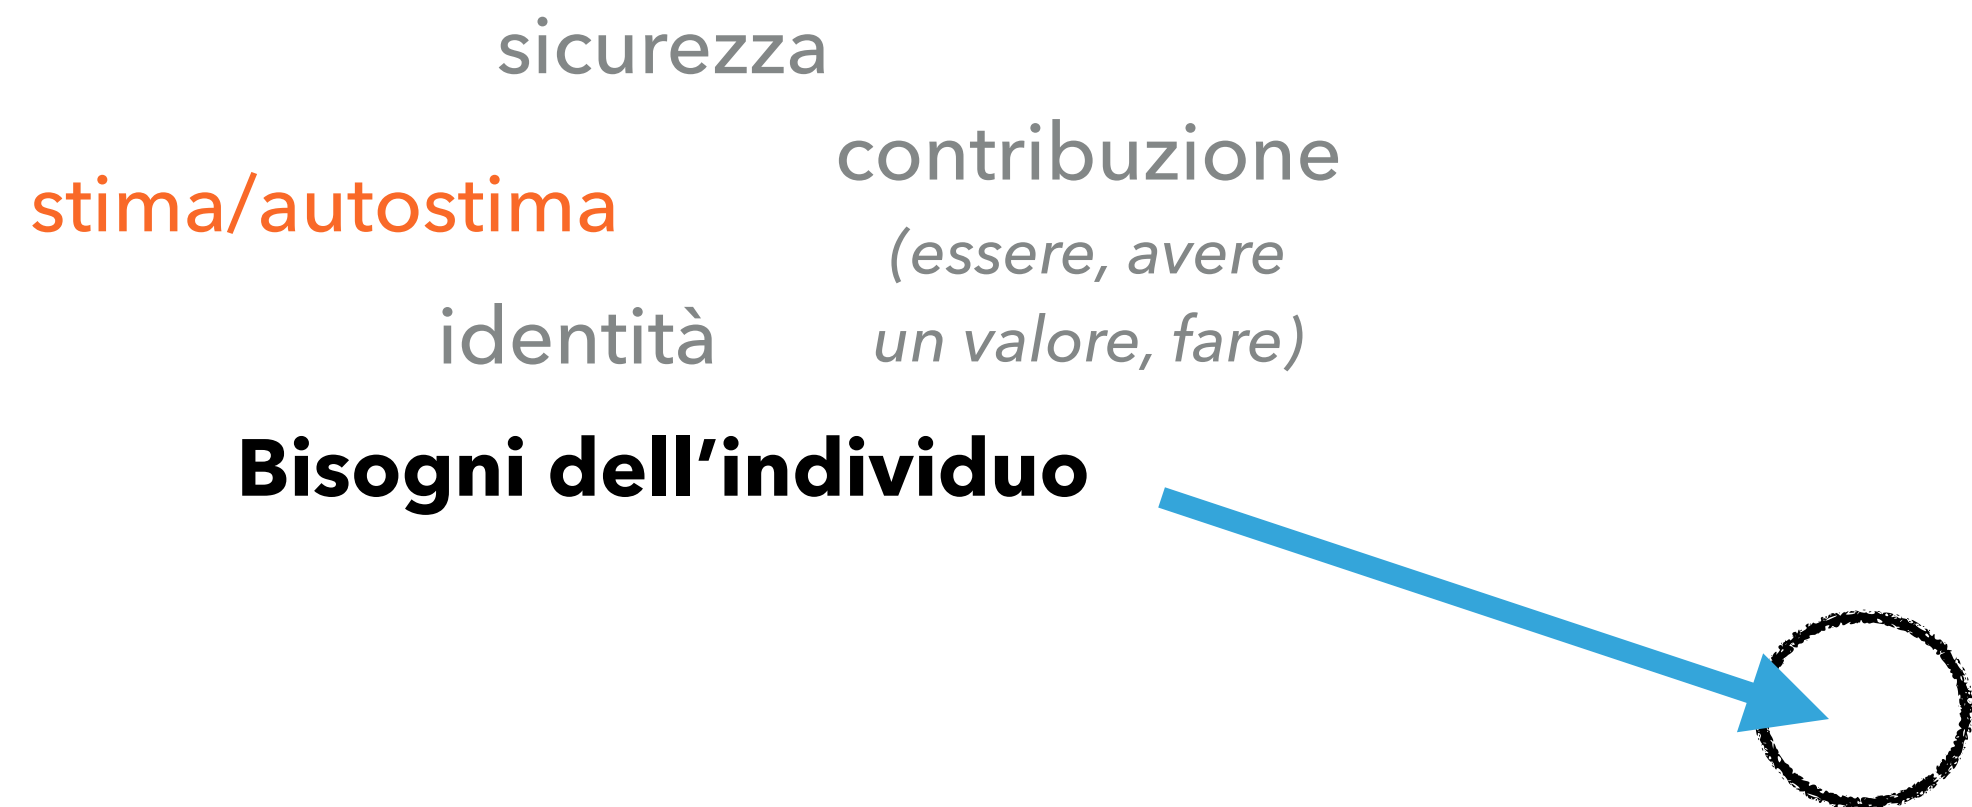 sicurezza
contribuzione
stima/autostima
(essere, avere
un valore, fare)
identità
Bisogni dell’individuo